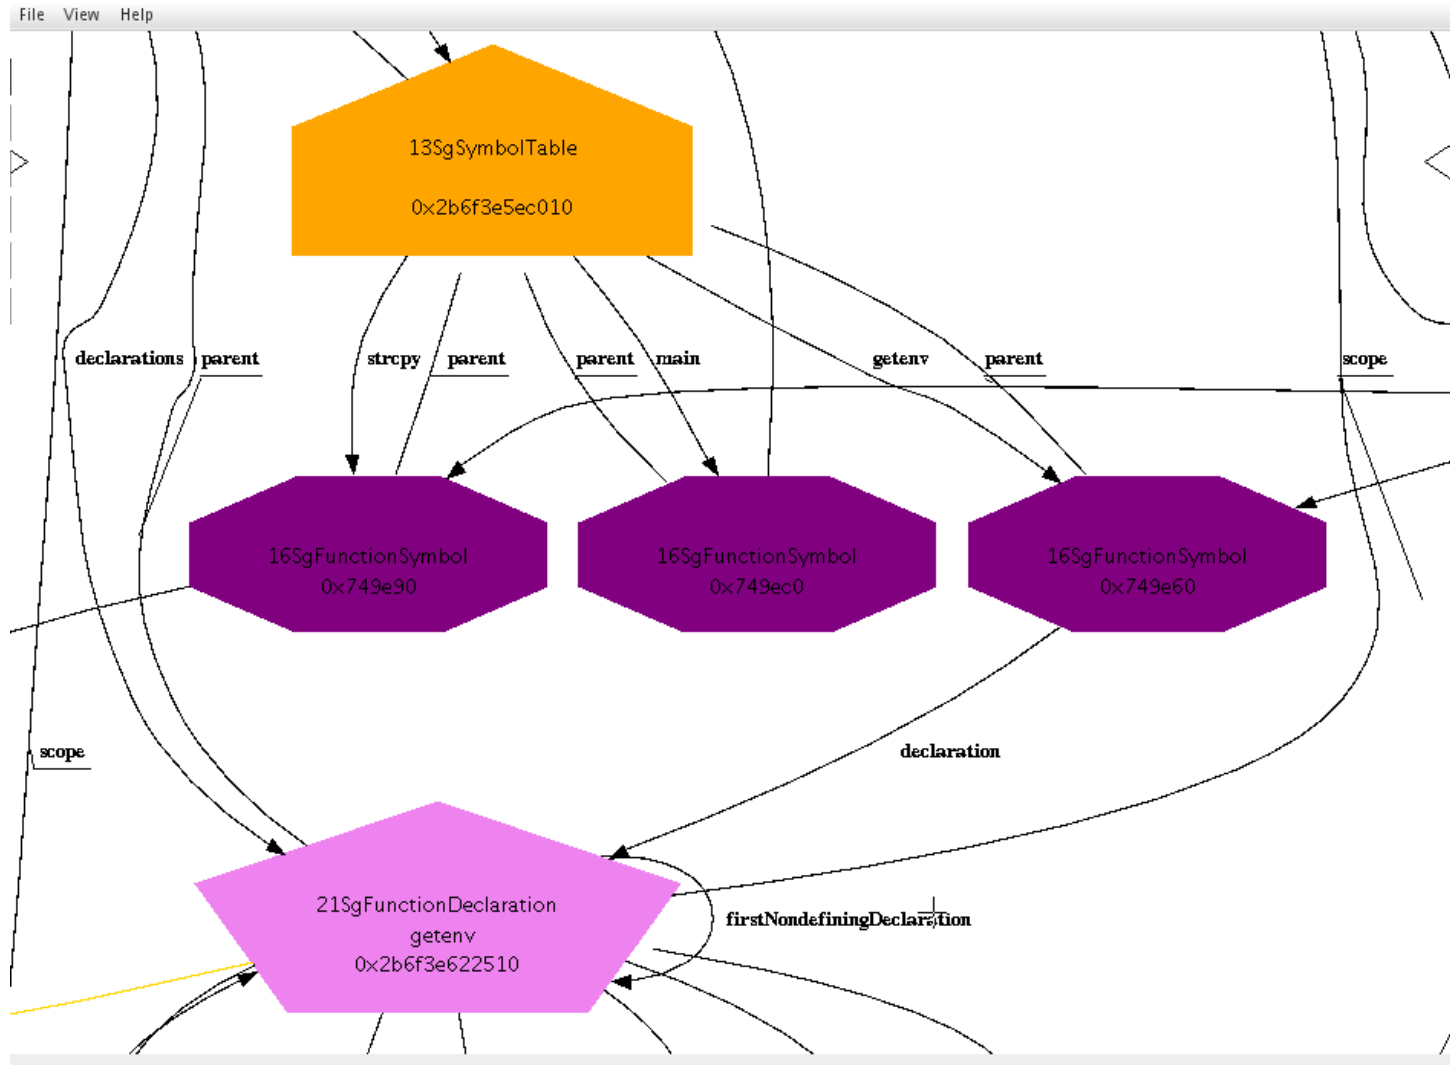 File View Help
13SgSymbolTable
0x2b6f3e5ec010
declarations parent strcpy parent parent main getenv parent scope
16SgFunctionSymbol 16SgFunctionSymbol 16SgFunctionSymbol
0x749e90 0x749ec0 0x749e60
scope declaration
21SgFunctionDeclaration
getenv firstNondefiningDeclaration
0x2b6f3e622510